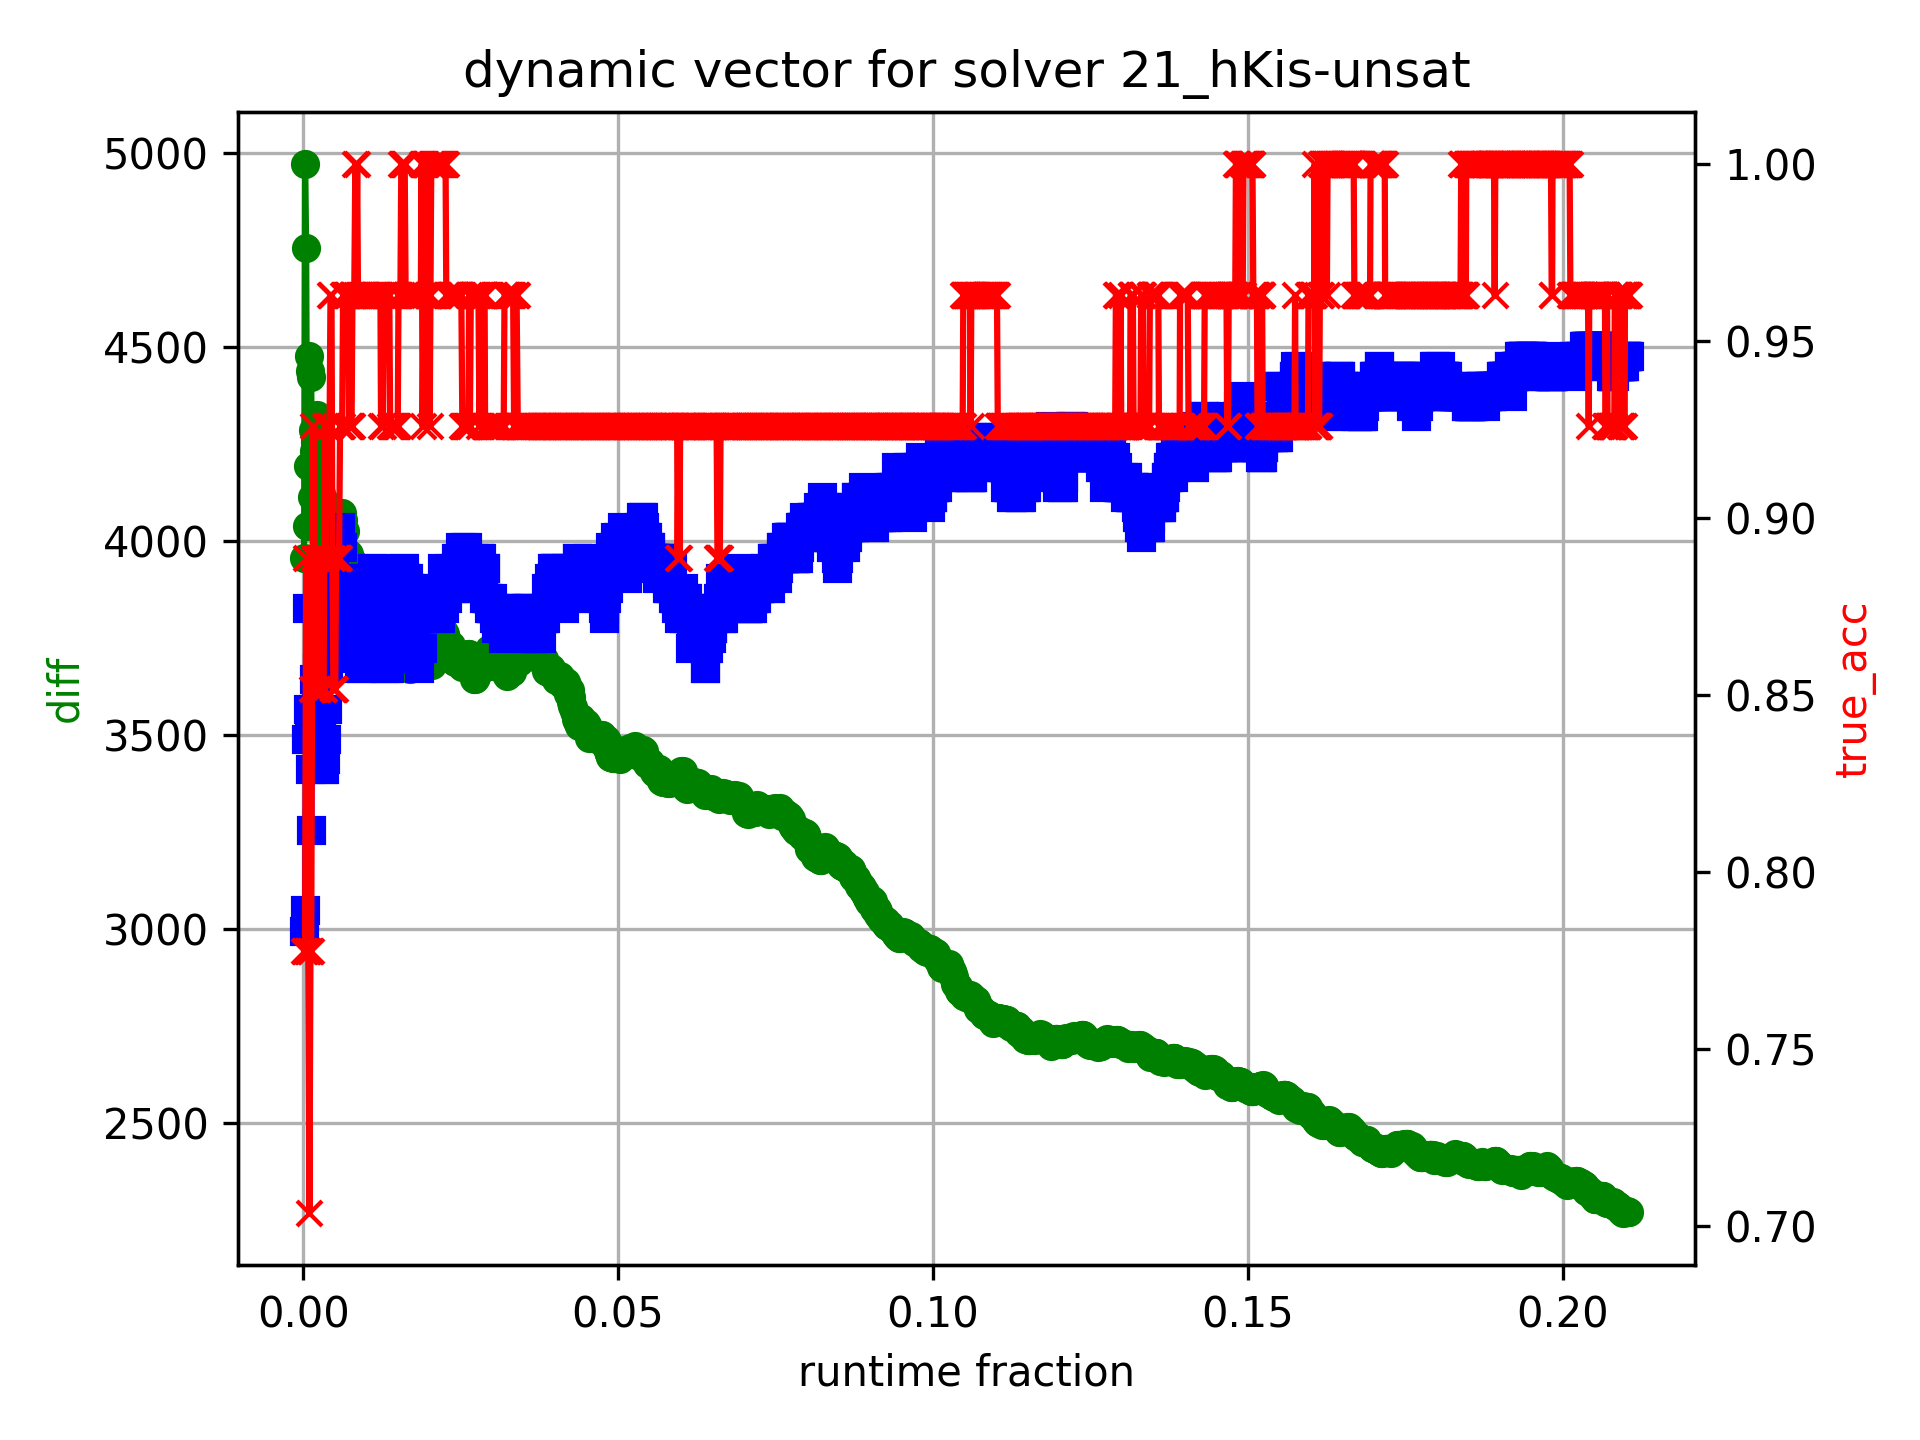 dynamic vector for solver 21_hKis-unsat
5000
4500
4000
3500
3000
2500
diff
1.00
0.95
0.90
0.85
0.80
0.75
0.70
true_acc
0.00 0.05 0.10 0.15 0.20
runtime fraction